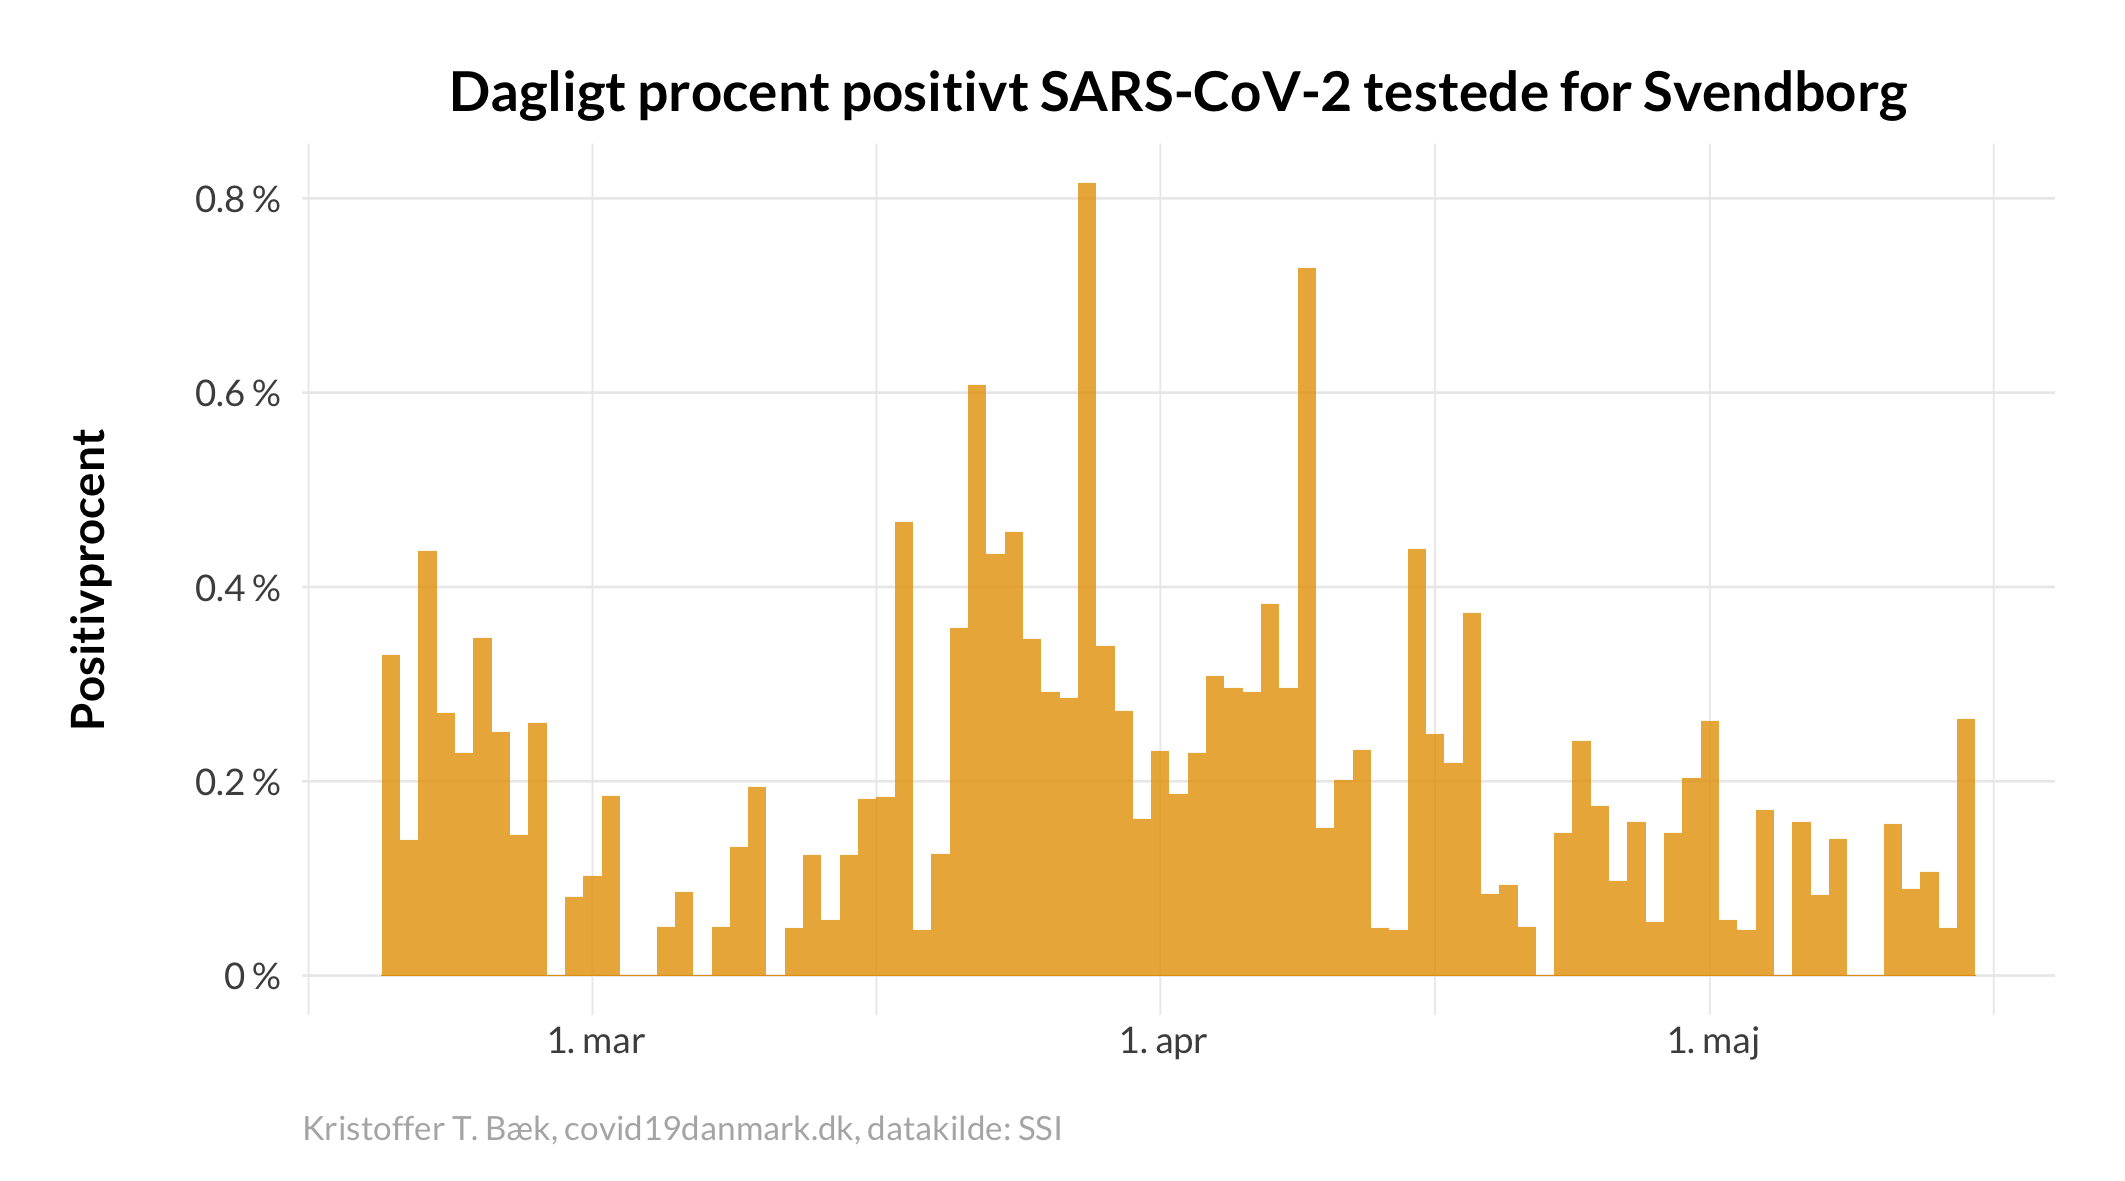 Dagligt procent positivt SARS-CoV-2 testede for Svendborg
Positivprocent
0.8 %
0.6 %
0.4 %
0.2 %
0 %
1. mar
1. apr
1. maj
Kristoffer T. Bæk, covid19danmark.dk, datakilde: SSI